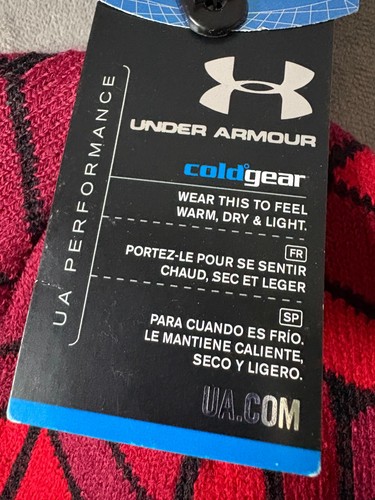 UNDER ARMOUR
coldgear
WEAR THIS TO FEEL
WARM, DRY & LIGHT.
FR
PORTEZ-LE POUR SE SENTIR
CHAUD, SEC ET LEGER
SP
PARA CUANDO ES FRÍO.
LE MANTIENE CALIENTE,
SECO Y LIGERO.
UA.COM
UA PERFORMANCE